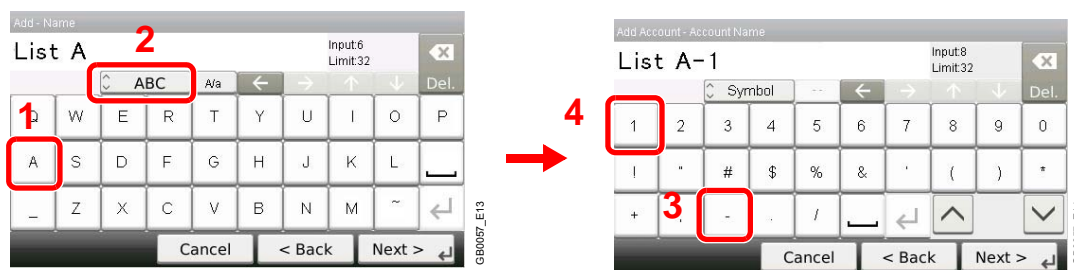 Add - Name
List A
2
Input:6
Limit:32
ABC A/a ← → ↑ ↓ Del.
1
Q W E R T Y U I O P
A S D F G H J K L
_ Z X C V B N M ~
Cancel < Back Next >
GB0057_E13
Add Account - Account Name
List A-1
Input:8
Limit:32
Symbol -- ← → ↑ ↓ Del.
4
1 2 3 4 5 6 7 8 9 0
! " # $ % & ' ( ) *
3
+ , - . /
Cancel < Back Next >